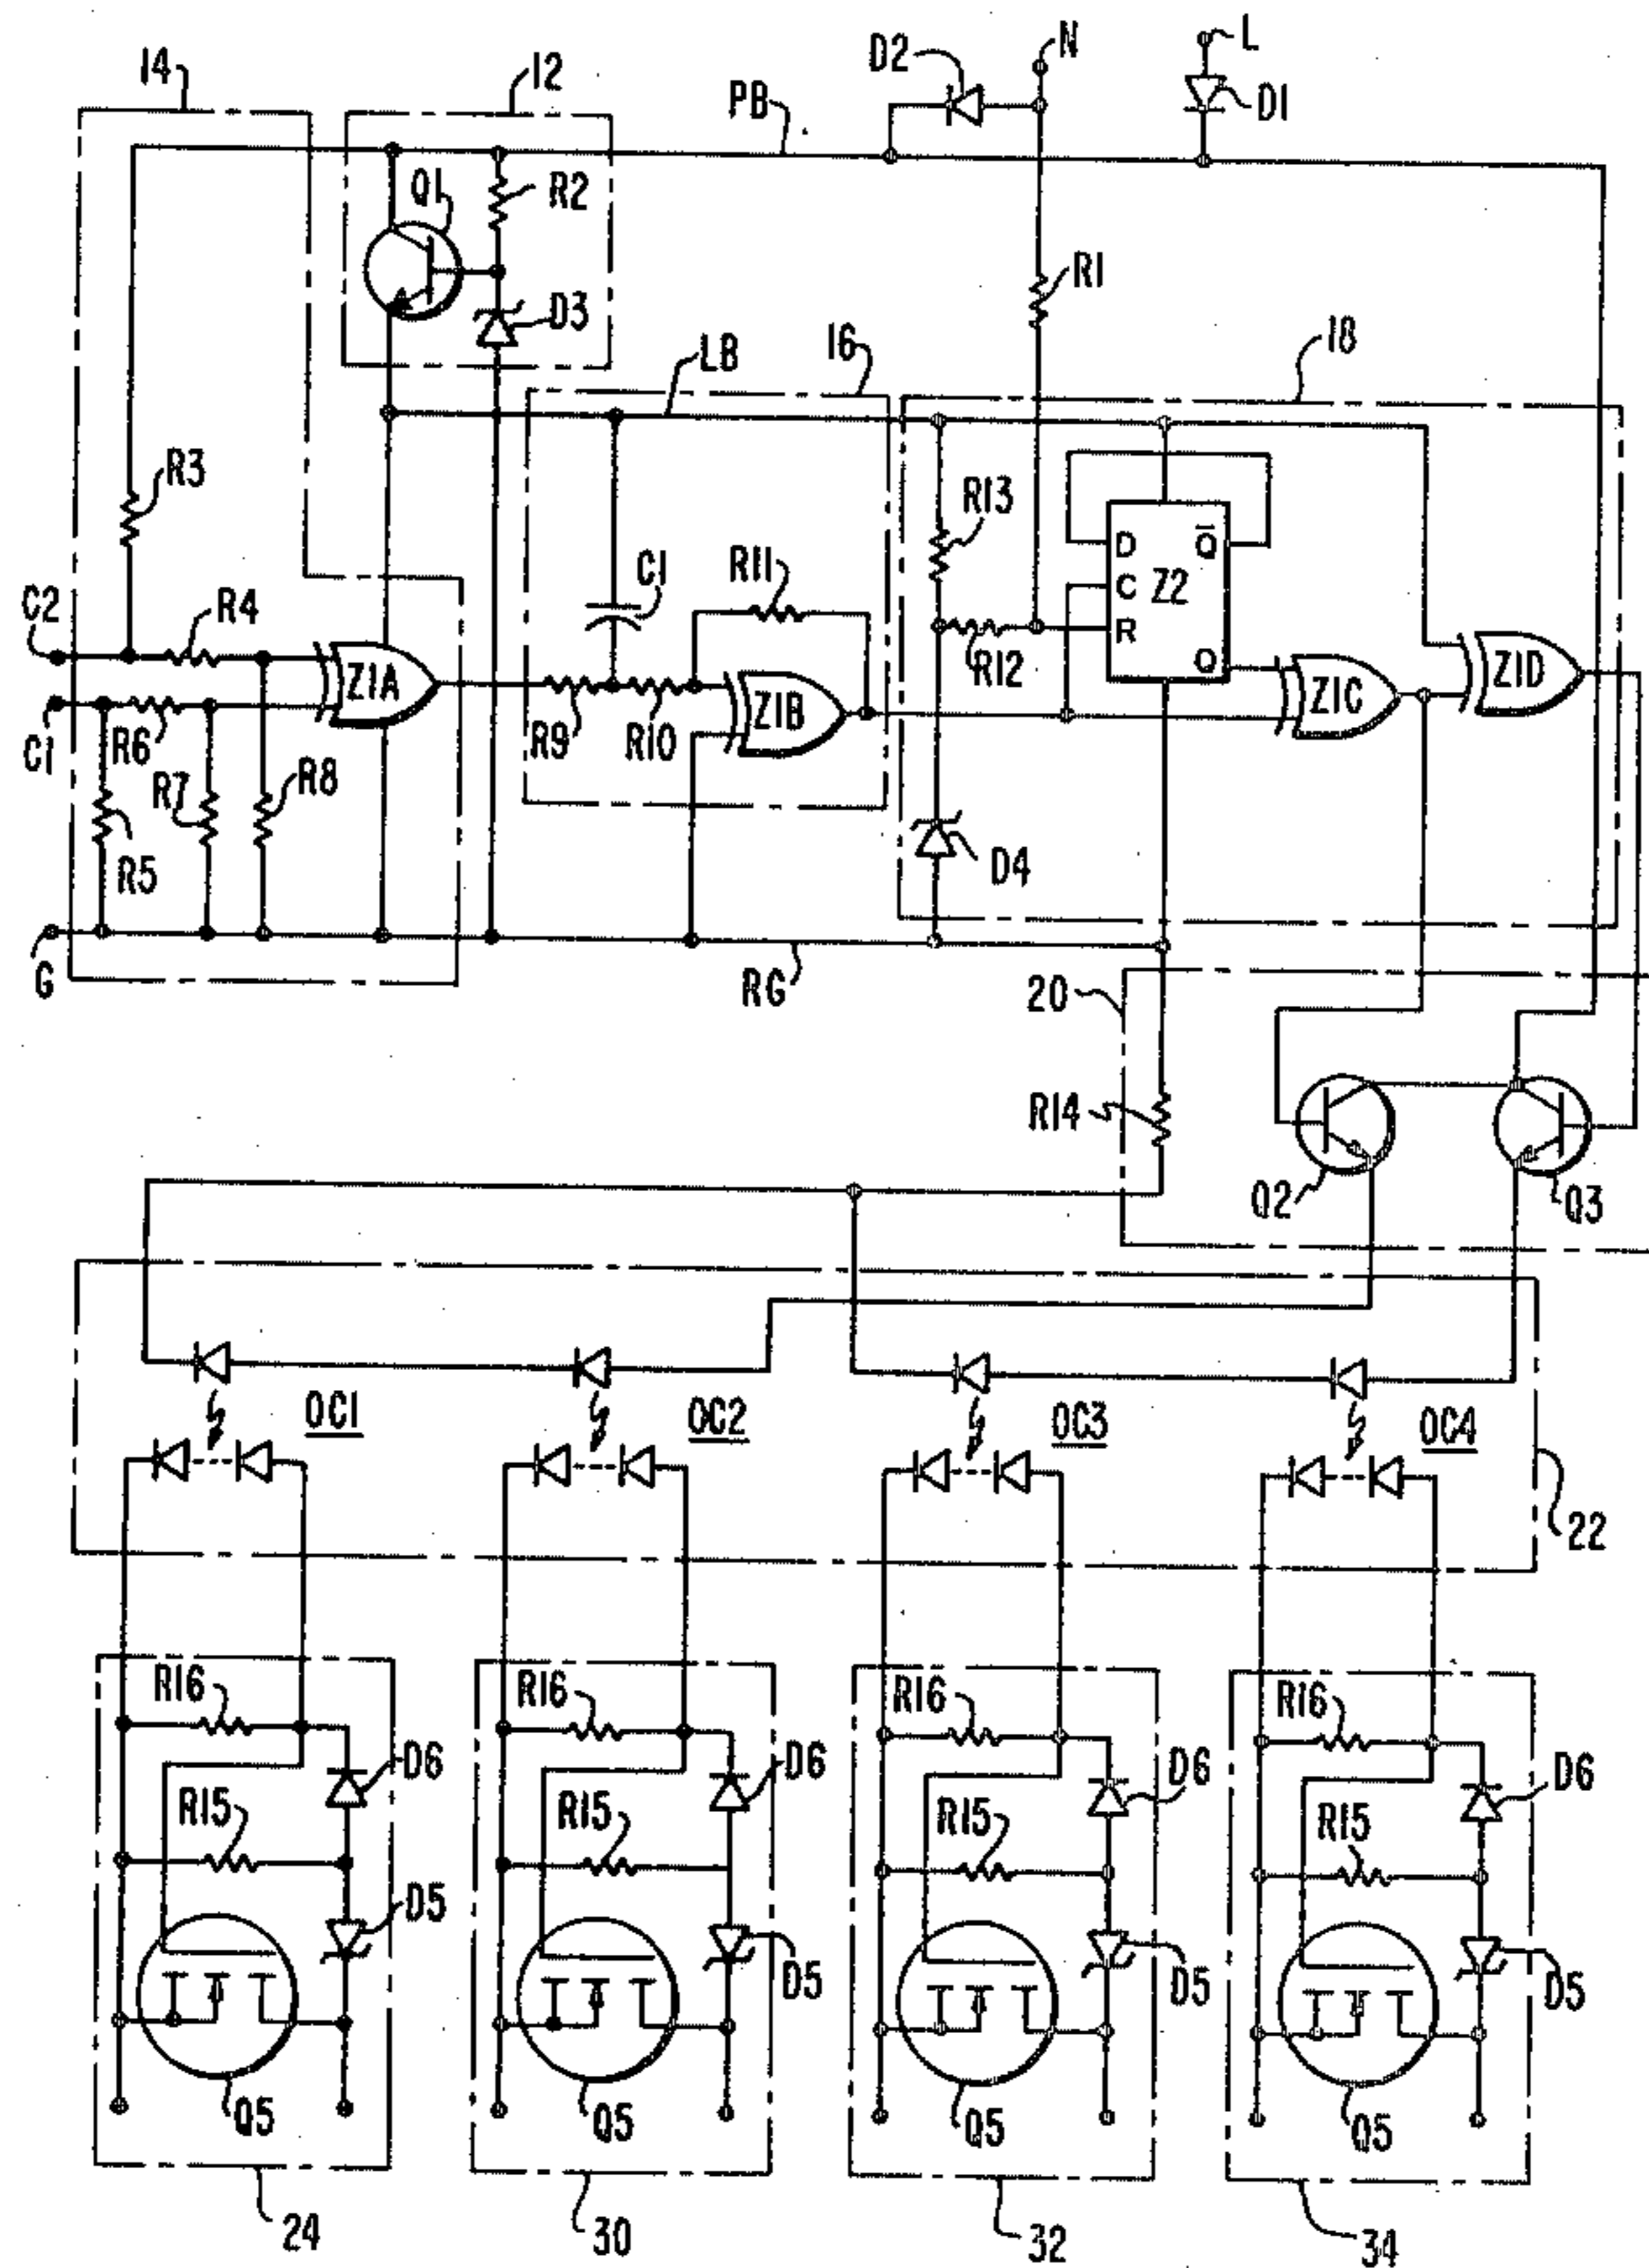 14
12
D2
N
L
PB
D1
Q1
R2
R1
D3
LB
16
18
R3
R13
D Q̄
C2
R4
R11
C1
C Z2
R
Z1A
R12
Q
Z1D
C1
R6
R9
R10
Z1B
Z1C
R7
R8
R5
D4
G
RG
20
R14
Q2
Q3
OC1
OC2
OC3
OC4
22
R16
R16
R16
R16
D6
D6
D6
D6
R15
R15
R15
R15
D5
D5
D5
D5
Q5
Q5
Q5
Q5
24
30
32
34